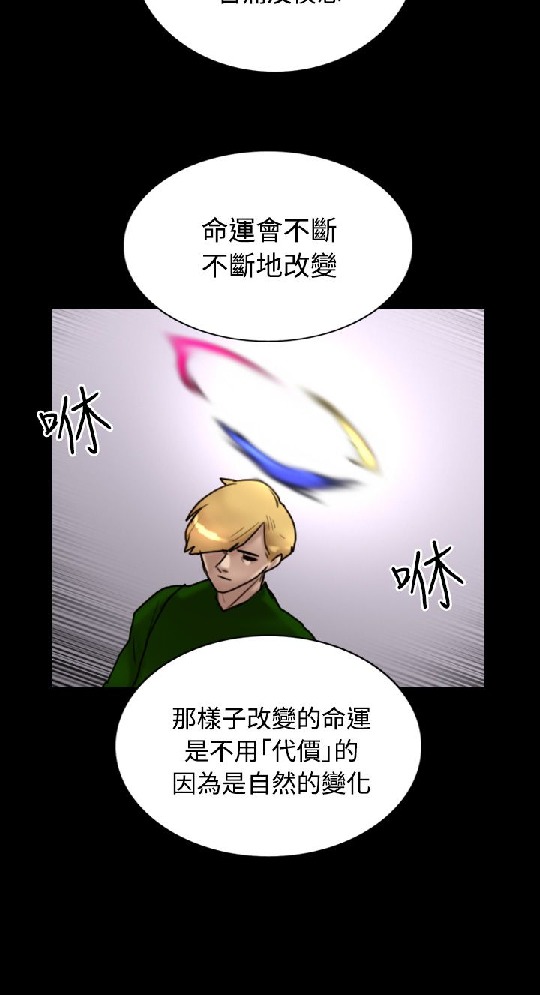 命運會不斷
不斷地改變
咻
咻
那樣子改變的命運
是不用「代價」的
因為是自然的變化